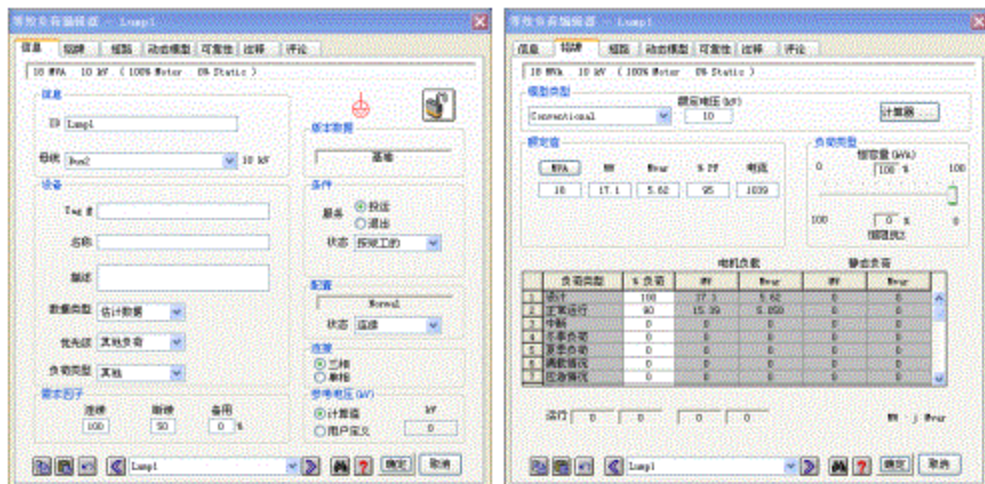 等效负荷编辑器 - Lump1
信息 铭牌 短路 动态模型 可靠性 注释 评论
18 MVA 10 kV ( 100% Motor 0% Static )
信息
ID Lump1
母线 Bus2 10 kV
设备
Tag #
名称
描述
数据类型 估计数据
优先级 其他负荷
负荷类型 其他
需求因子
连续 间续 备用
100 50 0 %
版本数据
基准
条件
服务 投运
退出
状态
配置
Normal
状态 连续
连接
三相
单相
参考电压(kV)
计算值 kV
用户定义 0
Lump1 确定 取消
等效负荷编辑器 - Lump1
信息 铭牌 短路 动态模型 可靠性 注释 评论
18 MVA 10 kV ( 100% Motor 0% Static )
模型类型
Conventional
额定电压(kV)
10
计算器 ...
额定值
MVA MW Mvar % PF 电流
18 17.1 5.62 95 1039
负荷类型
恒容量(kVA)
0 100 % 100
100 0 % 0
恒阻抗Z
电机负载 静态负荷
负荷类型 % 负荷 MW Mvar MW Mvar
1 设计 100 17.1 5.62 0 0
2 正常运行 90 15.39 5.058 0 0
3 中断 0 0 0 0 0
4 冬季负荷 0 0 0 0 0
5 夏季负荷 0 0 0 0 0
6 满载情况 0 0 0 0 0
7 应急情况 0 0 0 0 0
运行 0 0 0 0 MW + j Mvar
Lump1 确定 取消